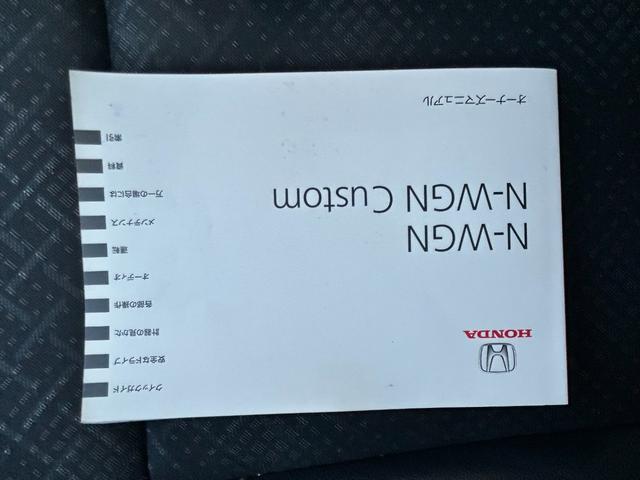 HONDA
N-WGN
N-WGN Custom
オーナーズマニュアル
クイックガイド
安全なドライブ
計器の見かた
各部の操作
オーディオ
運転
メンテナンス
万一の場合には
資料
索引